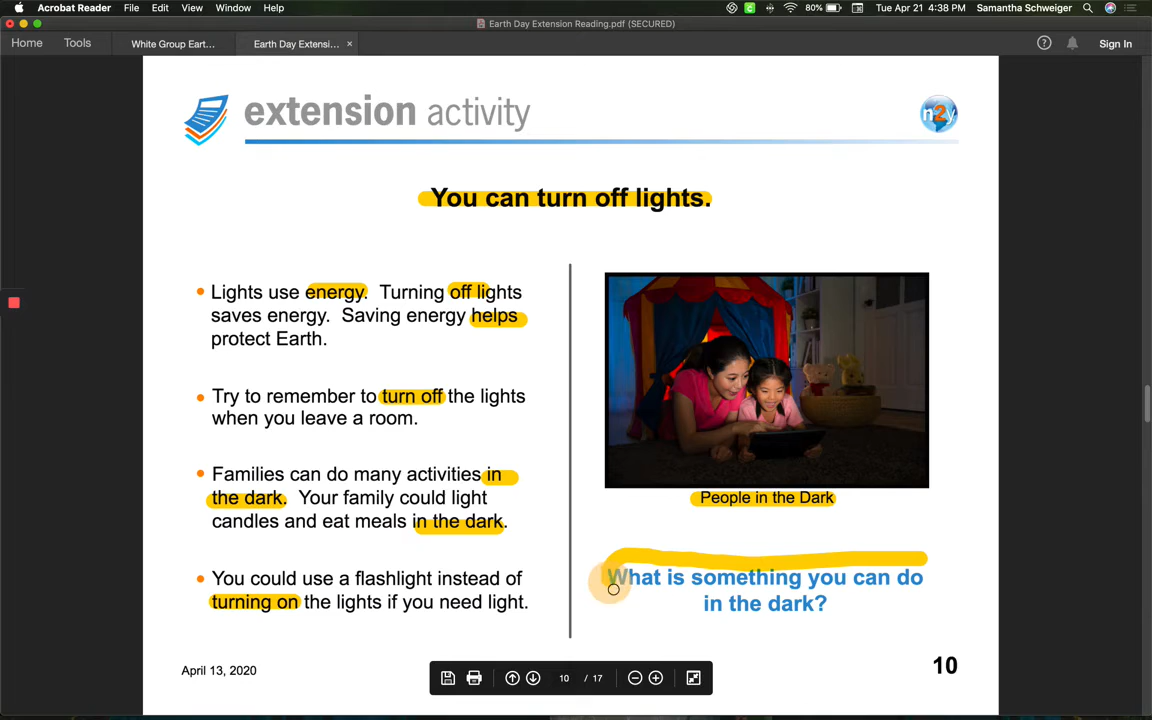 Acrobat Reader File Edit View Window Help 80% Tue Apr 21 4:38 PM Samantha Schweiger
Earth Day Extension Reading.pdf (SECURED)
Home Tools White Group Eart... Earth Day Extensi... × ? Sign In
extension activity
n2y
You can turn off lights.
• Lights use energy. Turning off lights
saves energy. Saving energy helps
protect Earth.
• Try to remember to turn off the lights
when you leave a room.
• Families can do many activities in
the dark. Your family could light
candles and eat meals in the dark.
• You could use a flashlight instead of
turning on the lights if you need light.
People in the Dark
What is something you can do
in the dark?
April 13, 2020
10
10 / 17